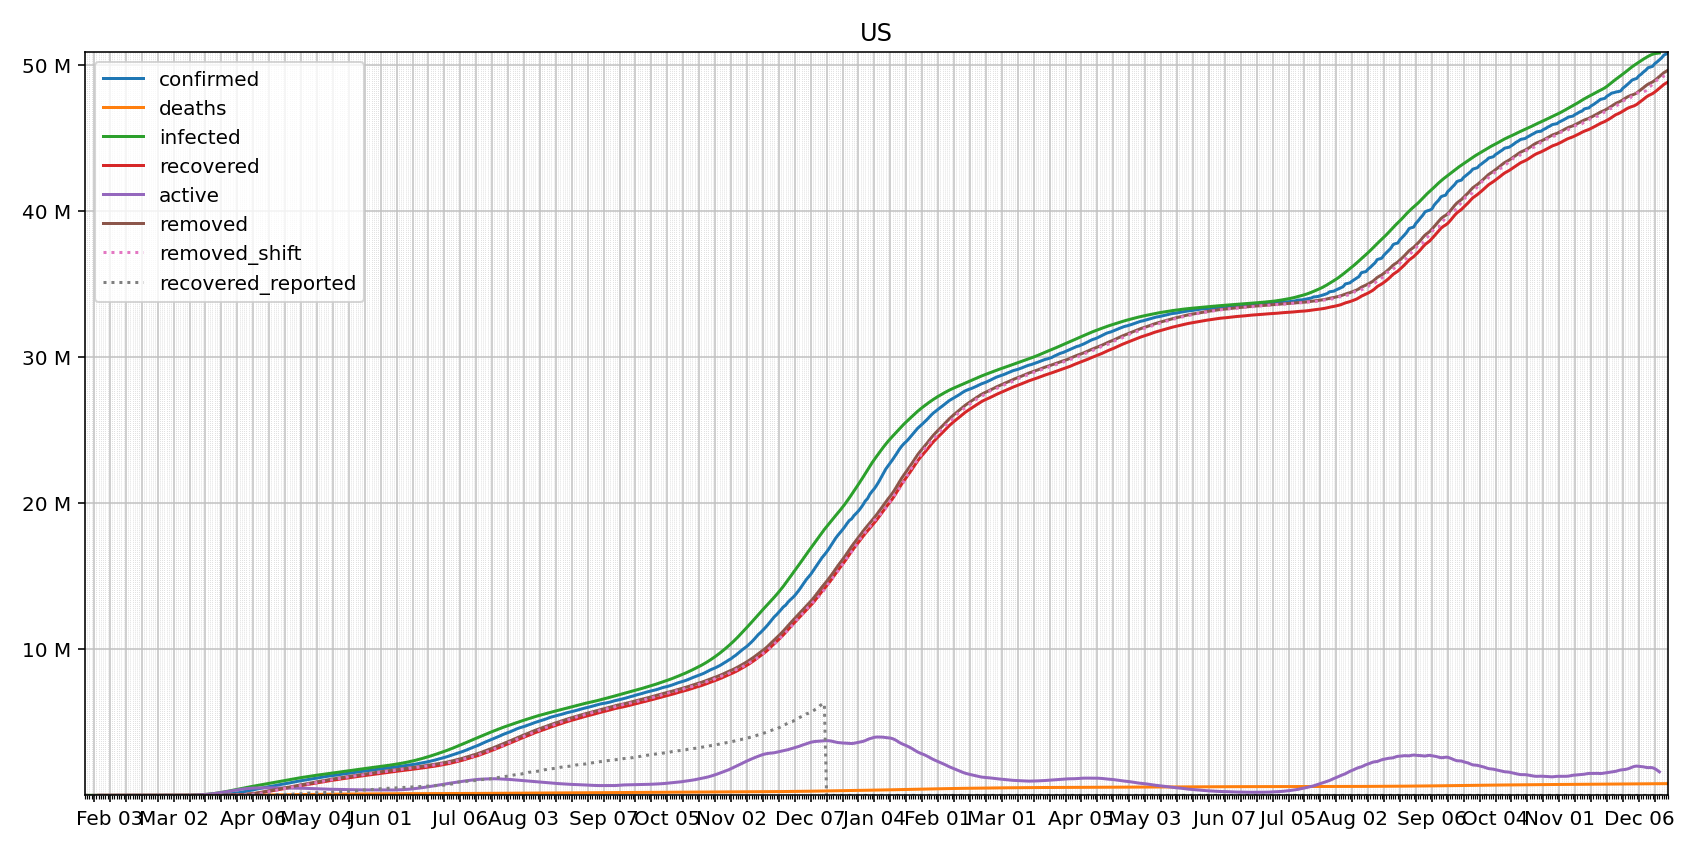 US
50 M
40 M
30 M
20 M
10 M
confirmed
deaths
infected
recovered
active
removed
removed_shift
recovered_reported
Feb 03 Mar 02 Apr 06 May 04 Jun 01 Jul 06 Aug 03 Sep 07 Oct 05 Nov 02 Dec 07 Jan 04 Feb 01 Mar 01 Apr 05 May 03 Jun 07 Jul 05 Aug 02 Sep 06 Oct 04 Nov 01 Dec 06